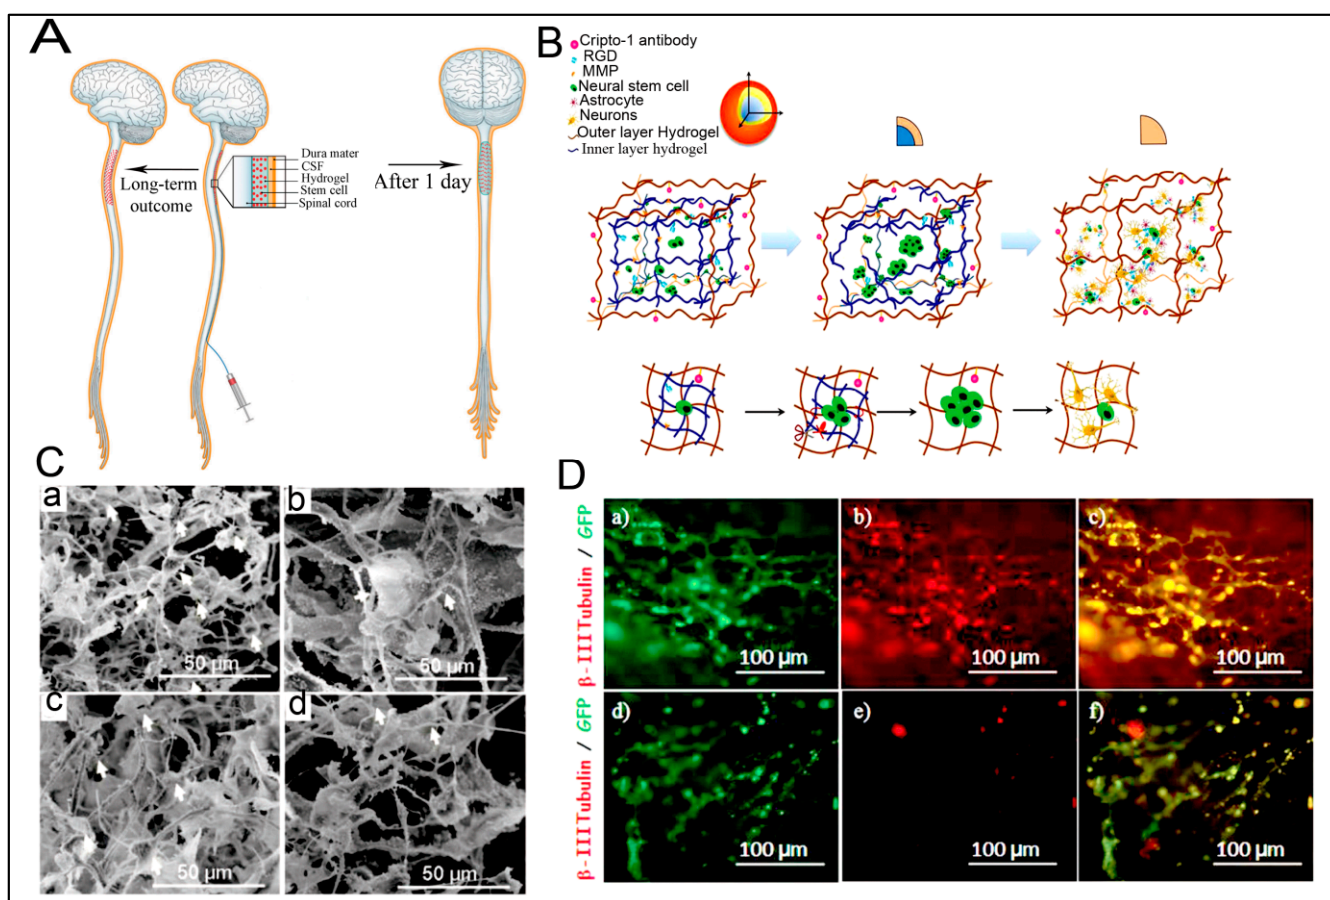 A
Dura mater
CSF
Hydrogel
Stem cell
Spinal cord
Long-term
outcome
After 1 day
B
Cripto-1 antibody
RGD
MMP
Neural stem cell
Astrocyte
Neurons
Outer layer Hydrogel
Inner layer hydrogel
C
a
50 µm
b
50 µm
c
50 µm
d
50 µm
D
β-III Tubulin / GFP
a)
100 µm
b)
100 µm
c)
100 µm
β-III Tubulin / GFP
d)
100 µm
e)
100 µm
f)
100 µm